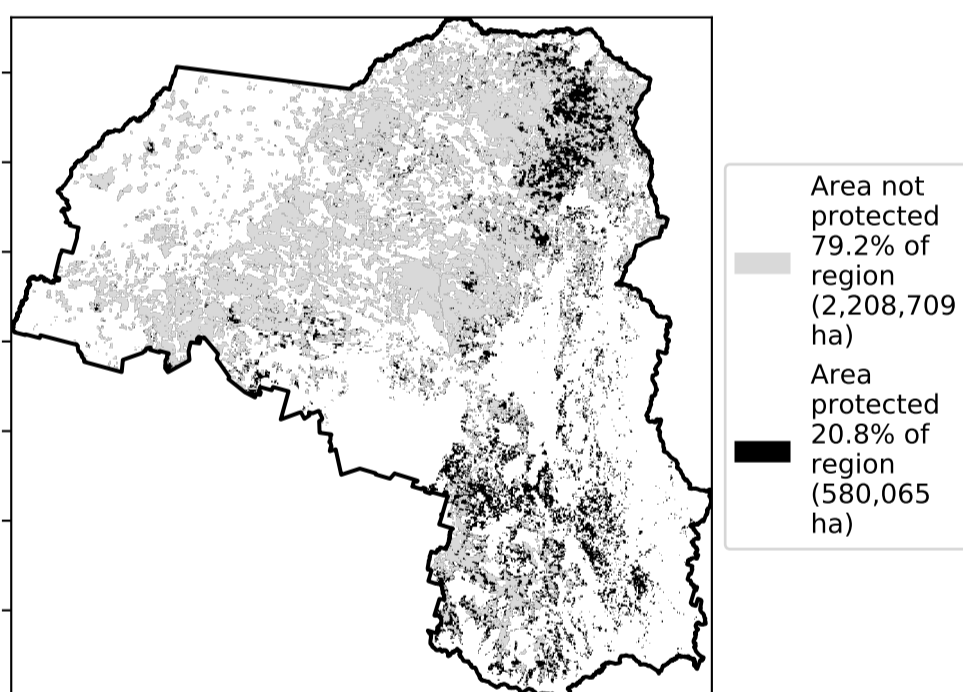 Area not
protected
79.2% of
region
(2,208,709
ha)
Area
protected
20.8% of
region
(580,065
ha)